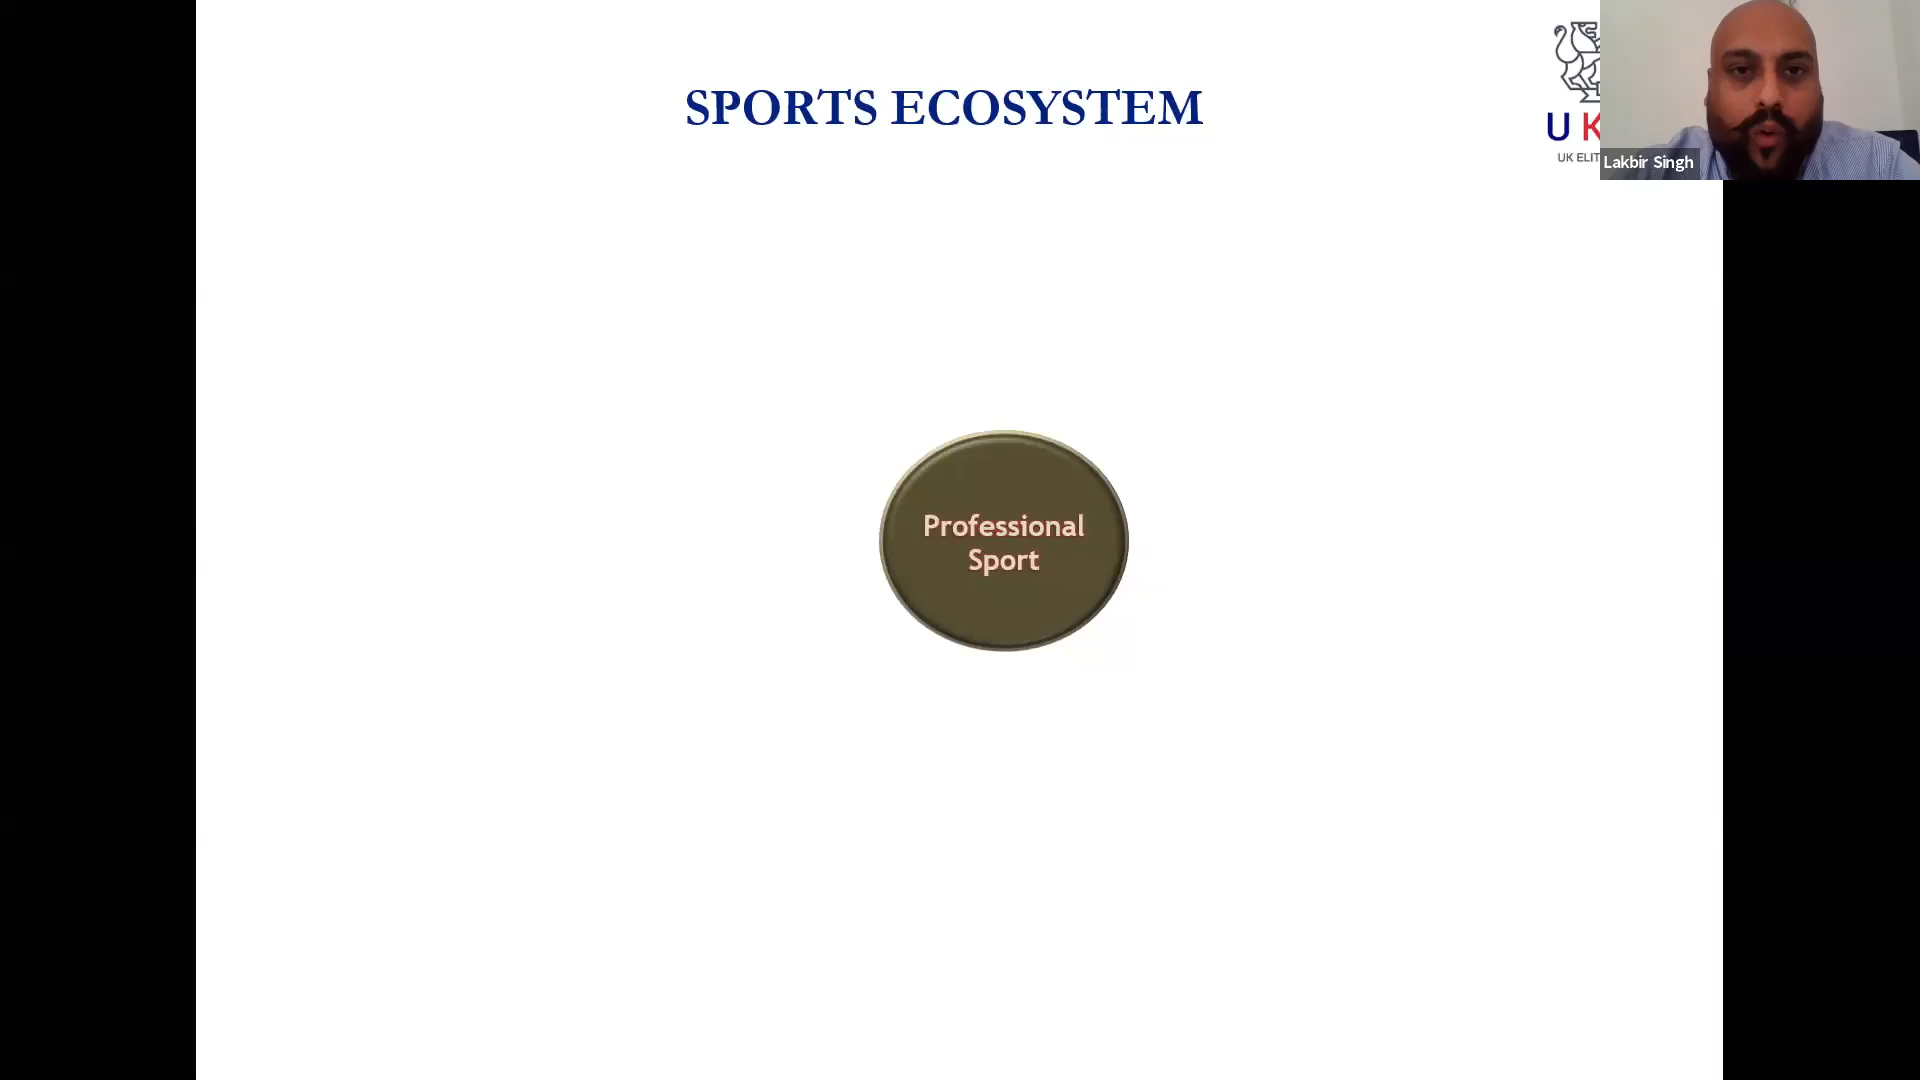 SPORTS ECOSYSTEM
U K
UK ELIT
Lakbir Singh
Professional
Sport